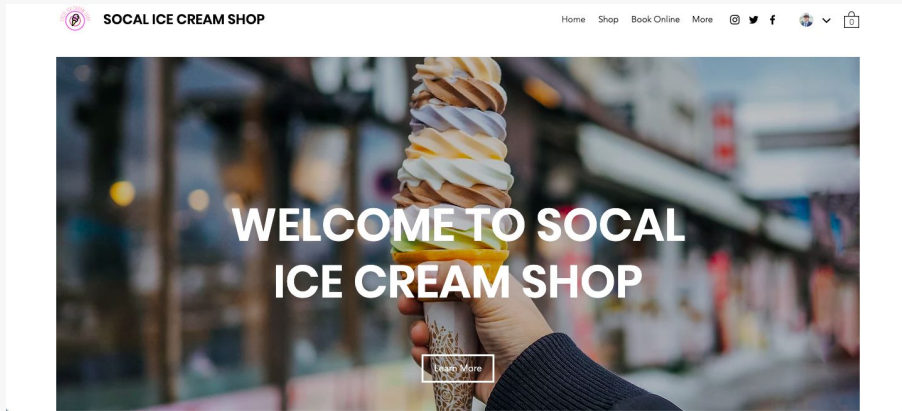 SOCAL ICE CREAM SHOP
Home Shop Book Online More
0
WELCOME TO SOCAL
ICE CREAM SHOP
Learn More